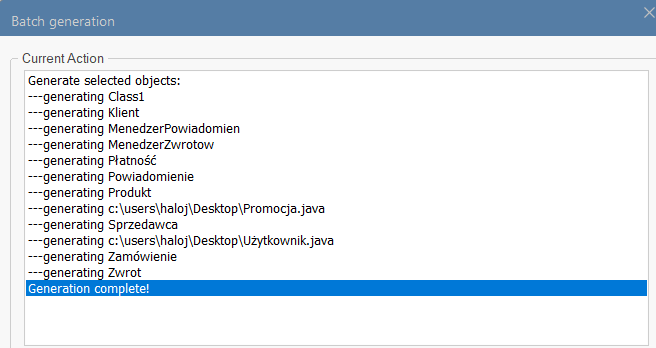 Batch generation
Current Action
Generate selected objects:
---generating Class1
---generating Klient
---generating MenedzerPowiadomien
---generating MenedzerZwrotow
---generating Płatność
---generating Powiadomienie
---generating Produkt
---generating c:\users\haloj\Desktop\Promocja.java
---generating Sprzedawca
---generating c:\users\haloj\Desktop\Użytkownik.java
---generating Zamówienie
---generating Zwrot
Generation complete!